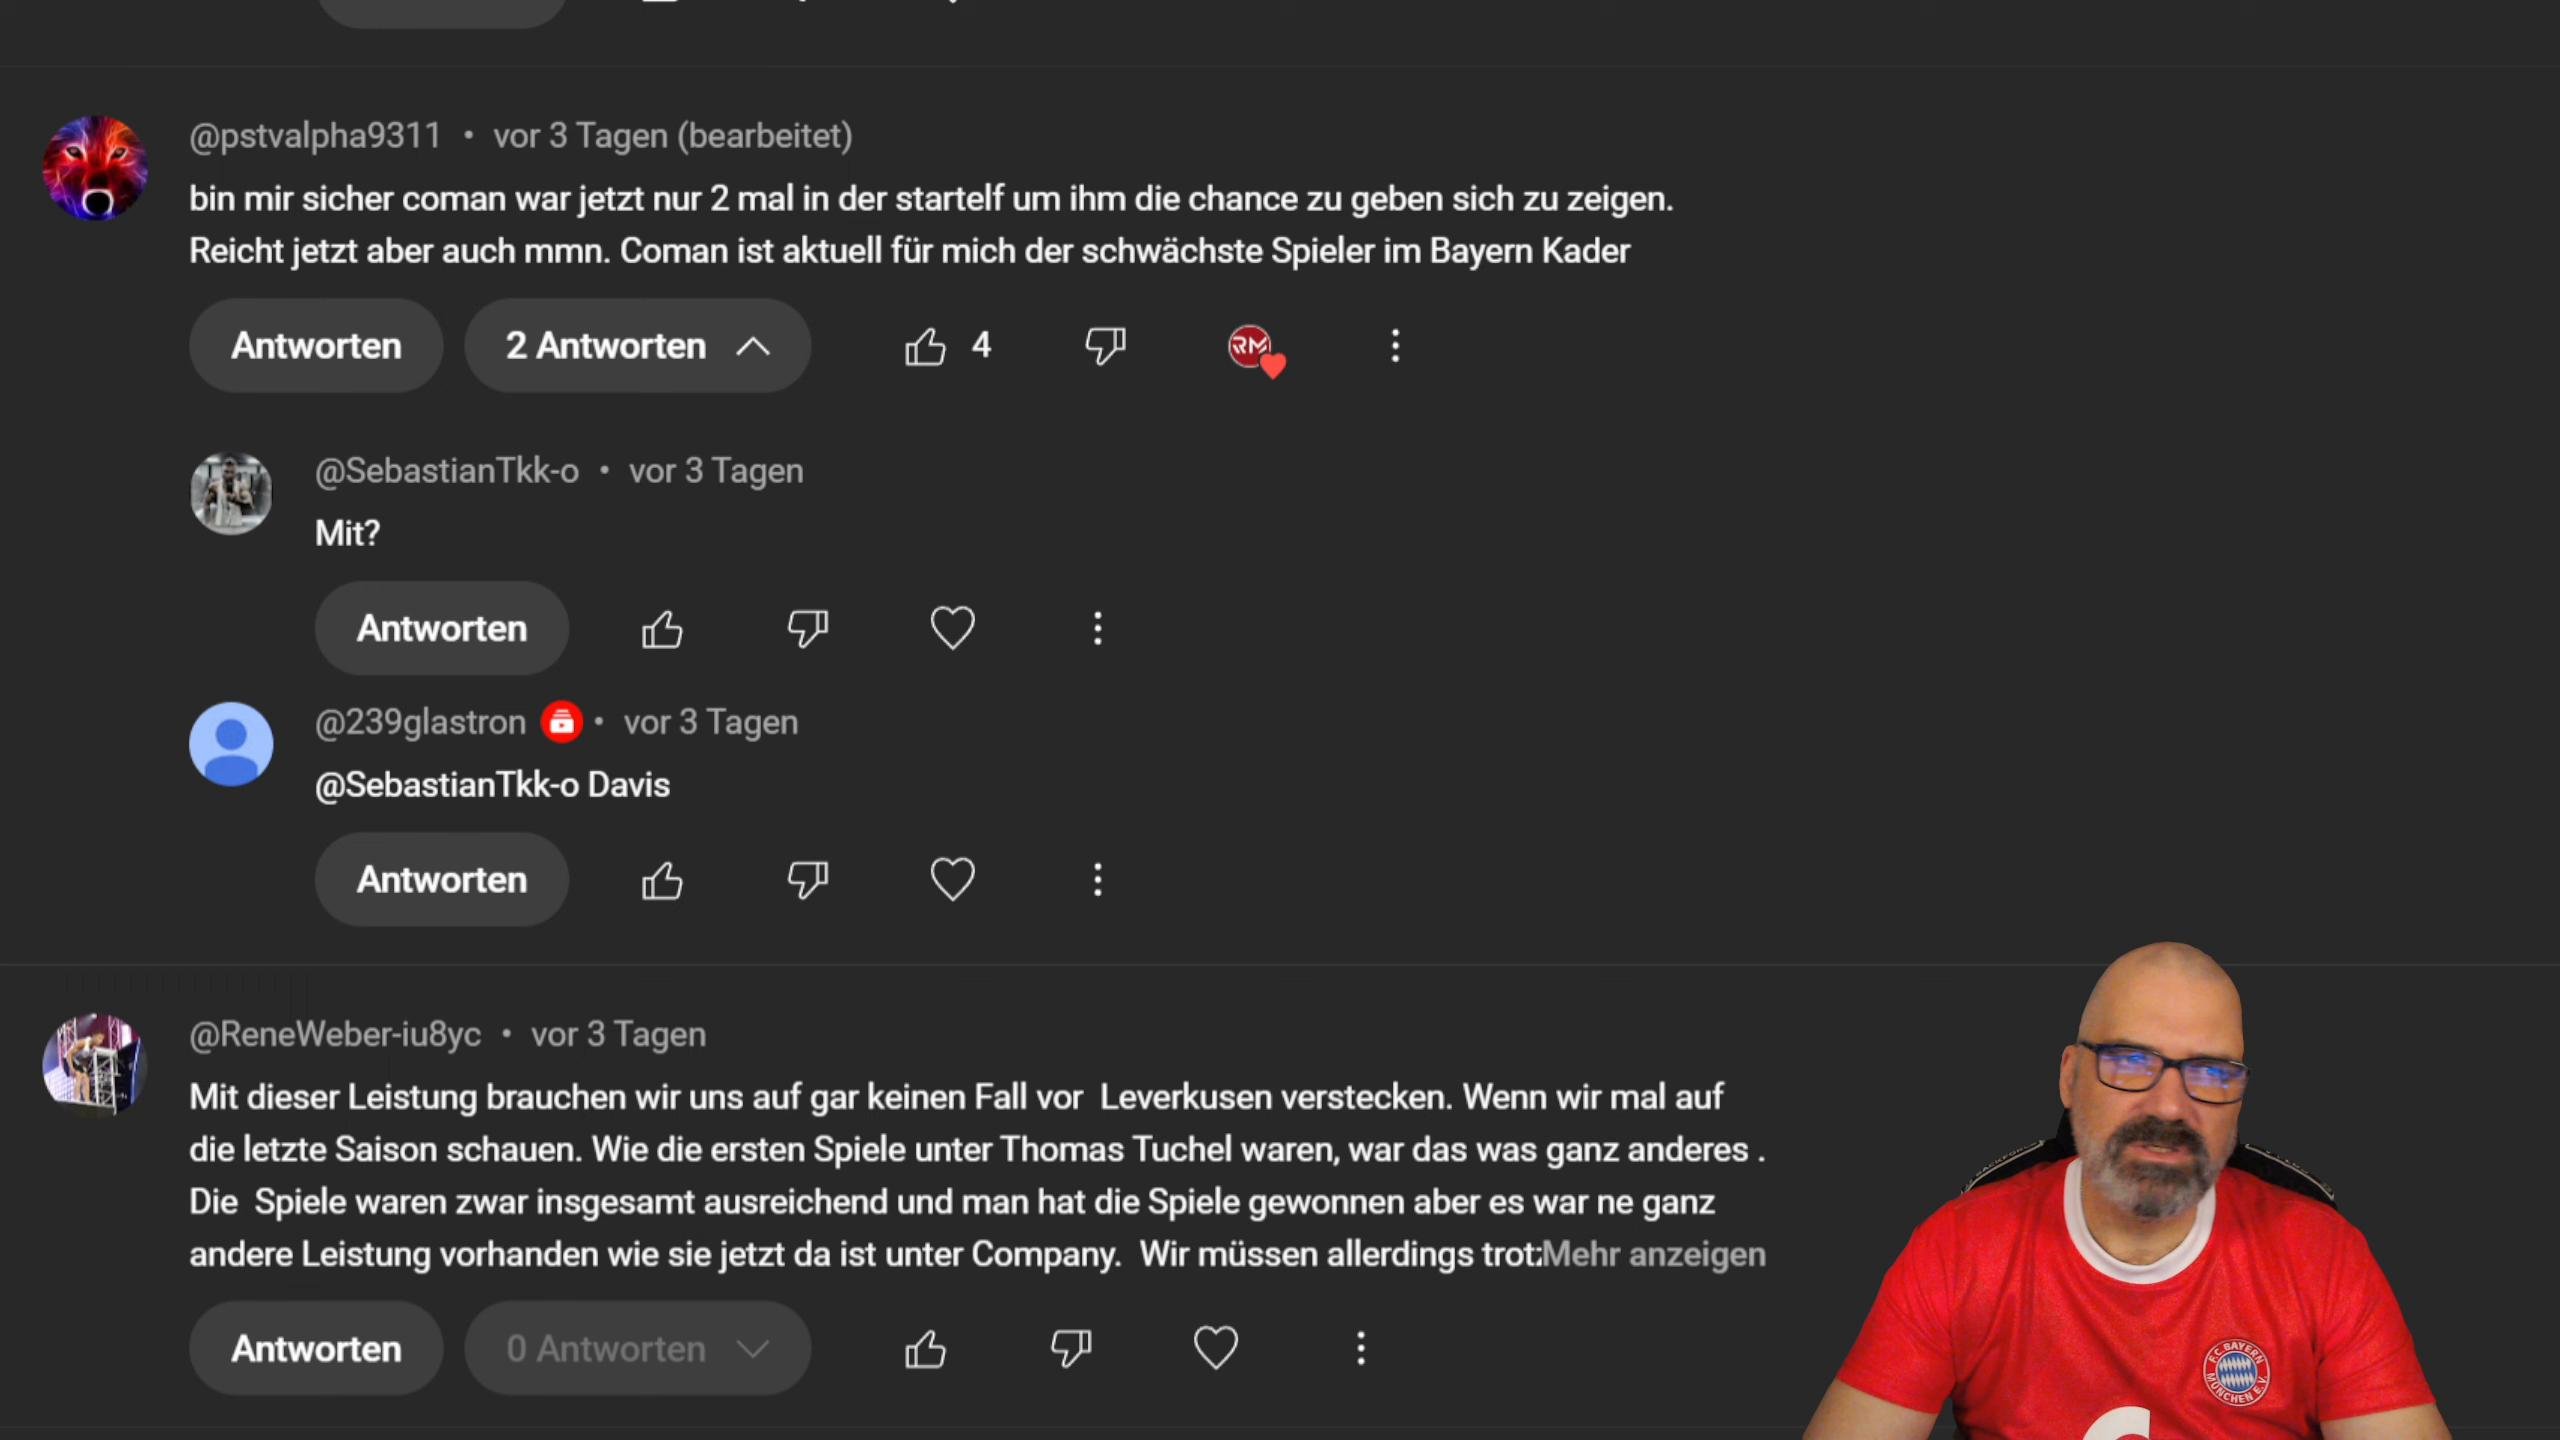 @pstvalpha9311 • vor 3 Tagen (bearbeitet)
bin mir sicher coman war jetzt nur 2 mal in der startelf um ihm die chance zu geben sich zu zeigen.
Reicht jetzt aber auch mmn. Coman ist aktuell für mich der schwächste Spieler im Bayern Kader
Antworten 2 Antworten 4 RM
@SebastianTkk-o • vor 3 Tagen
Mit?
Antworten
@239glastron • vor 3 Tagen
@SebastianTkk-o Davis
Antworten
@ReneWeber-iu8yc • vor 3 Tagen
Mit dieser Leistung brauchen wir uns auf gar keinen Fall vor  Leverkusen verstecken. Wenn wir mal auf
die letzte Saison schauen. Wie die ersten Spiele unter Thomas Tuchel waren, war das was ganz anderes .
Die  Spiele waren zwar insgesamt ausreichend und man hat die Spiele gewonnen aber es war ne ganz
andere Leistung vorhanden wie sie jetzt da ist unter Company.  Wir müssen allerdings trotz Mehr anzeigen
Antworten 0 Antworten
F.C. BAYERN
MÜNCHEN E.V.